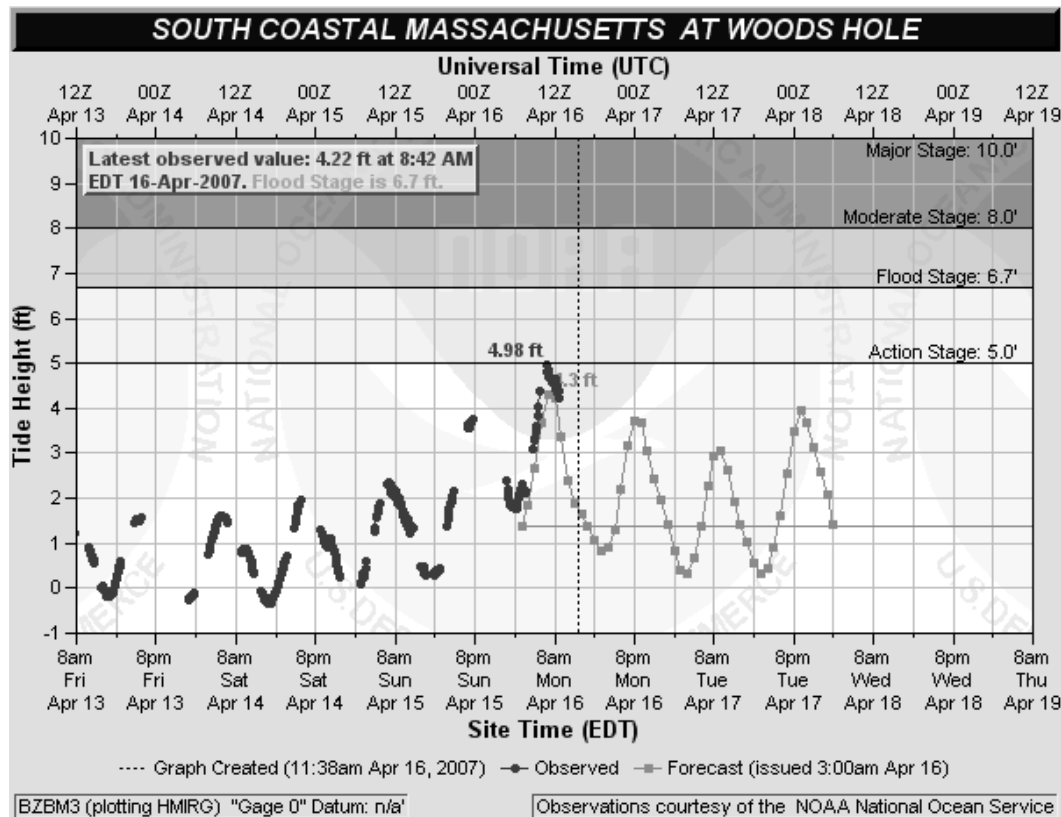 SOUTH COASTAL MASSACHUSETTS AT WOODS HOLE
Universal Time (UTC)
12Z 00Z 12Z 00Z 12Z 00Z 12Z 00Z 12Z 00Z 12Z 00Z 12Z
Apr 13 Apr 14 Apr 14 Apr 15 Apr 15 Apr 16 Apr 16 Apr 17 Apr 17 Apr 18 Apr 18 Apr 19 Apr 19
Latest observed value: 4.22 ft at 8:42 AM
EDT 16-Apr-2007. Flood Stage is 6.7 ft.
Major Stage: 10.0'
Moderate Stage: 8.0'
Flood Stage: 6.7'
Action Stage: 5.0'
4.98 ft
.3 ft
NOAA
Tide Height (ft)
10
9
8
7
6
5
4
3
2
1
0
-1
8am 8pm 8am 8pm 8am 8pm 8am 8pm 8am 8pm 8am 8pm 8am
Fri Fri Sat Sat Sun Sun Mon Mon Tue Tue Wed Wed Thu
Apr 13 Apr 13 Apr 14 Apr 14 Apr 15 Apr 15 Apr 16 Apr 16 Apr 17 Apr 17 Apr 18 Apr 18 Apr 19
Site Time (EDT)
Graph Created (11:38am Apr 16, 2007) Observed Forecast (issued 3:00am Apr 16)
BZBM3 (plotting HMIRG) "Gage 0" Datum: n/a'
Observations courtesy of the NOAA National Ocean Service